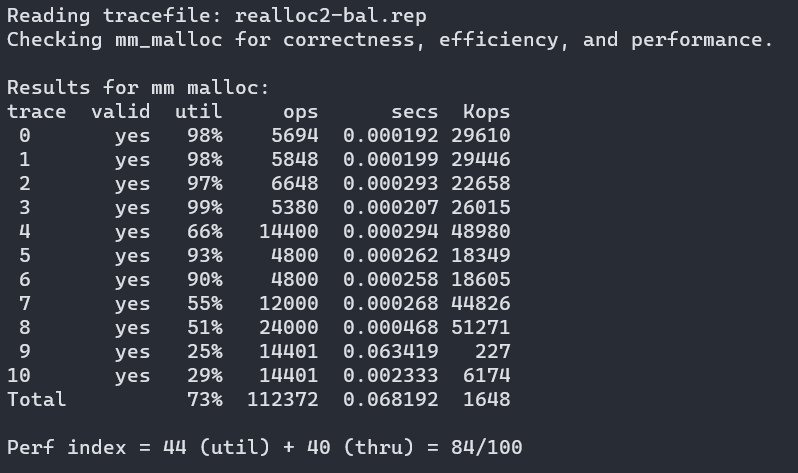 Reading tracefile: realloc2-bal.rep
Checking mm_malloc for correctness, efficiency, and performance.

Results for mm malloc:
trace  valid  util     ops      secs  Kops
 0       yes   98%    5694  0.000192 29610
 1       yes   98%    5848  0.000199 29446
 2       yes   97%    6648  0.000293 22658
 3       yes   99%    5380  0.000207 26015
 4       yes   66%   14400  0.000294 48980
 5       yes   93%    4800  0.000262 18349
 6       yes   90%    4800  0.000258 18605
 7       yes   55%   12000  0.000268 44826
 8       yes   51%   24000  0.000468 51271
 9       yes   25%   14401  0.063419   227
10       yes   29%   14401  0.002333  6174
Total          73%  112372  0.068192  1648

Perf index = 44 (util) + 40 (thru) = 84/100